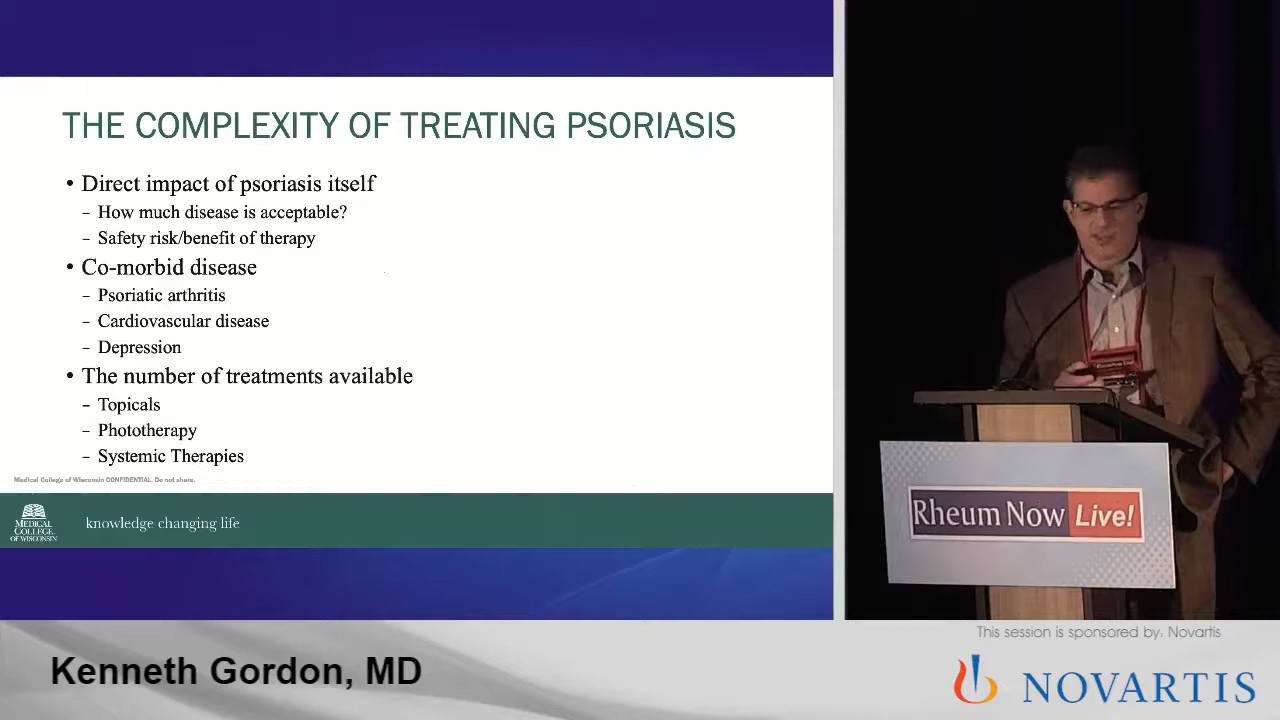 THE COMPLEXITY OF TREATING PSORIASIS
• Direct impact of psoriasis itself
– How much disease is acceptable?
– Safety risk/benefit of therapy
• Co-morbid disease
– Psoriatic arthritis
– Cardiovascular disease
– Depression
• The number of treatments available
– Topicals
– Phototherapy
– Systemic Therapies
Medical College of Wisconsin CONFIDENTIAL. Do not share.
MEDICAL
COLLEGE
OF WISCONSIN
knowledge changing life
Rheum Now Live!
This session is sponsored by: Novartis
Kenneth Gordon, MD
NOVARTIS